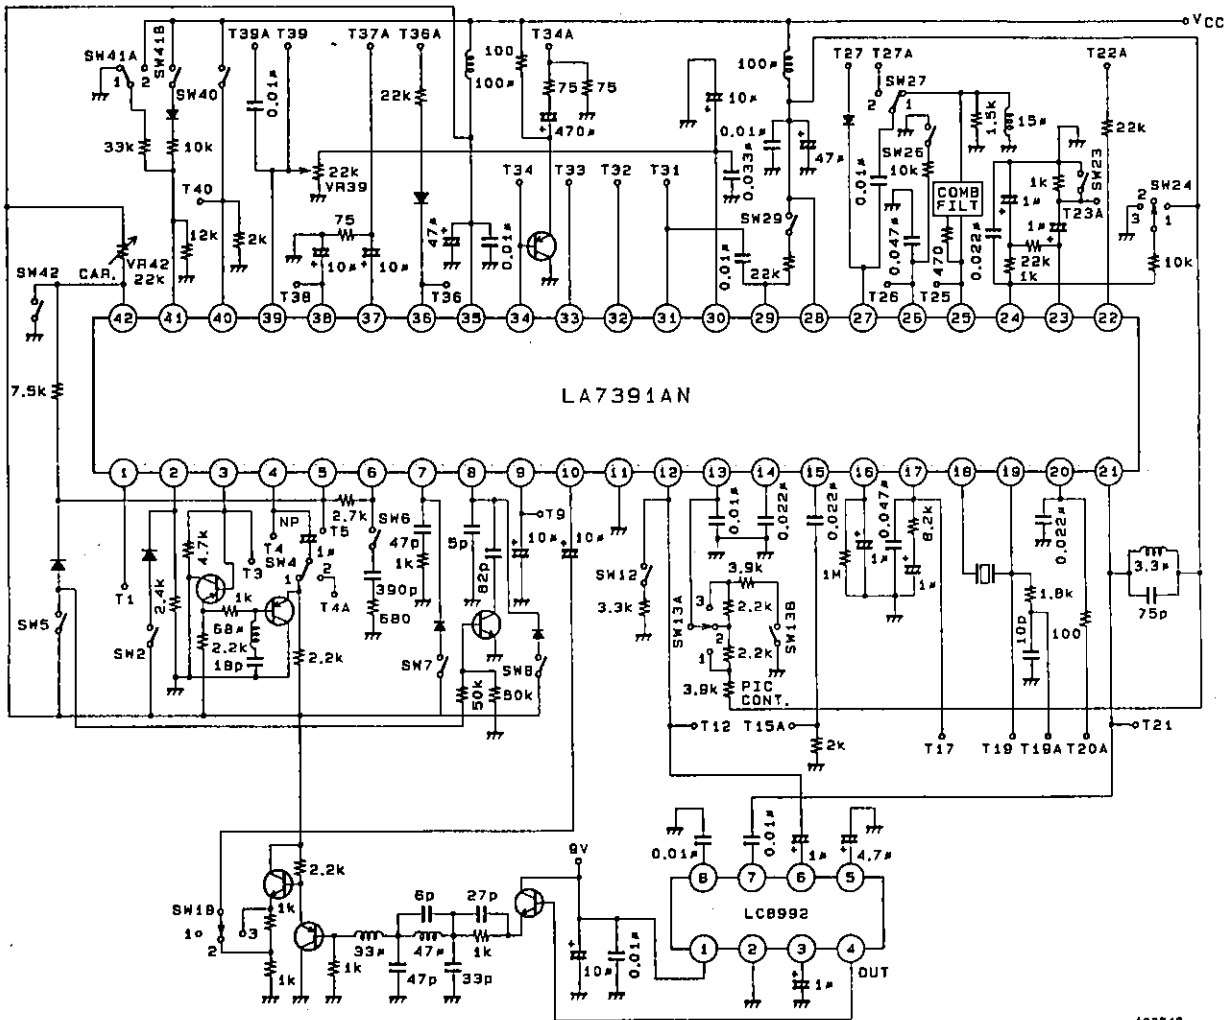 VCC
SW41A
SW41B
T39A
T39
T37A
T36A
T34A
T27
T27A
T22A
1
2
SW40
0.01μ
22k
100μ
100
75
75
470μ
100μ
10μ
0.01μ
47μ
2
SW27
1
SW26
10k
1.5k
15μ
22k
33k
10k
T40
22k
VR39
T34
T33
T32
T31
0.033μ
0.01μ
COMB
FILT
1k
SW23
T23A
1μ
1μ
2
3
SW24
1
SW42
CAR.
VR42
22k
12k
2k
75
10μ
10μ
T38
47μ
0.01μ
T36
0.01μ
22k
SW29
0.047μ
T26
470
T25
0.022μ
22k
1k
10k
42
41
40
39
38
37
36
35
34
33
32
31
30
29
28
27
26
25
24
23
22
7.5k
LA7391AN
1
2
3
4
5
6
7
8
9
10
11
12
13
14
15
16
17
18
19
20
21
SW5
SW2
2.4k
T1
4.7k
1k
68μ
2.2k
18p
T3
T4
NP
SW4
1μ
1
2
T4A
T5
2.7k
SW6
390p
680
2.2k
47p
1k
SW7
5p
82p
50k
50k
SW8
T9
10μ
10μ
SW12
3.3k
0.01μ
0.022μ
SW13A
3
2
1
3.9k
2.2k
2.2k
3.9k
SW13B
PIC
CONT.
0.022μ
1M
1μ
0.047μ
8.2k
1μ
1.8k
10p
0.022μ
100
3.3μ
75p
T12
T15A
2k
T17
T19
T19A
T20A
T21
SW1B
1
2
3
2.2k
1k
1k
1k
33μ
6p
47μ
47p
27p
1k
33p
9V
10μ
0.01μ
0.01μ
0.01μ
1μ
4.7μ
8
7
6
5
LC8992
1
2
3
4
OUT
1μ